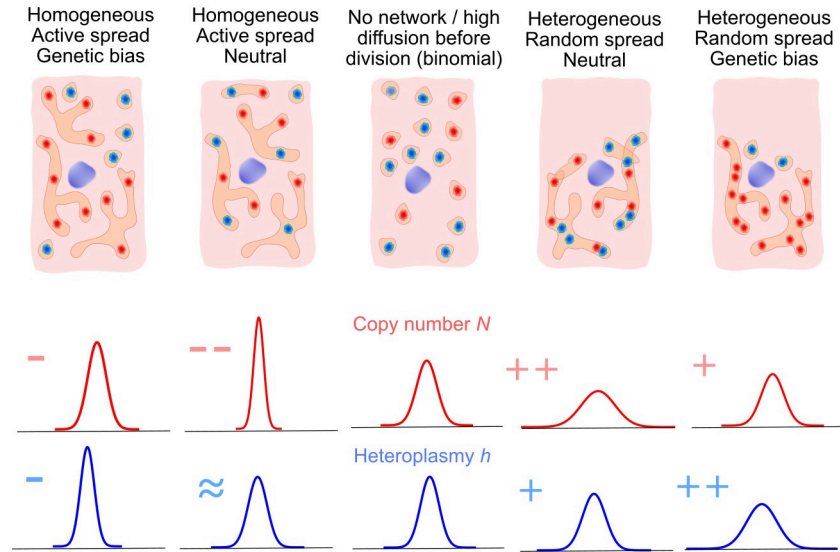 Homogeneous
Active spread
Genetic bias
Homogeneous
Active spread
Neutral
No network / high
diffusion before
division (binomial)
Heterogeneous
Random spread
Neutral
Heterogeneous
Random spread
Genetic bias
Copy number N
-
--
++
+
Heteroplasmy h
-
≈
+
++